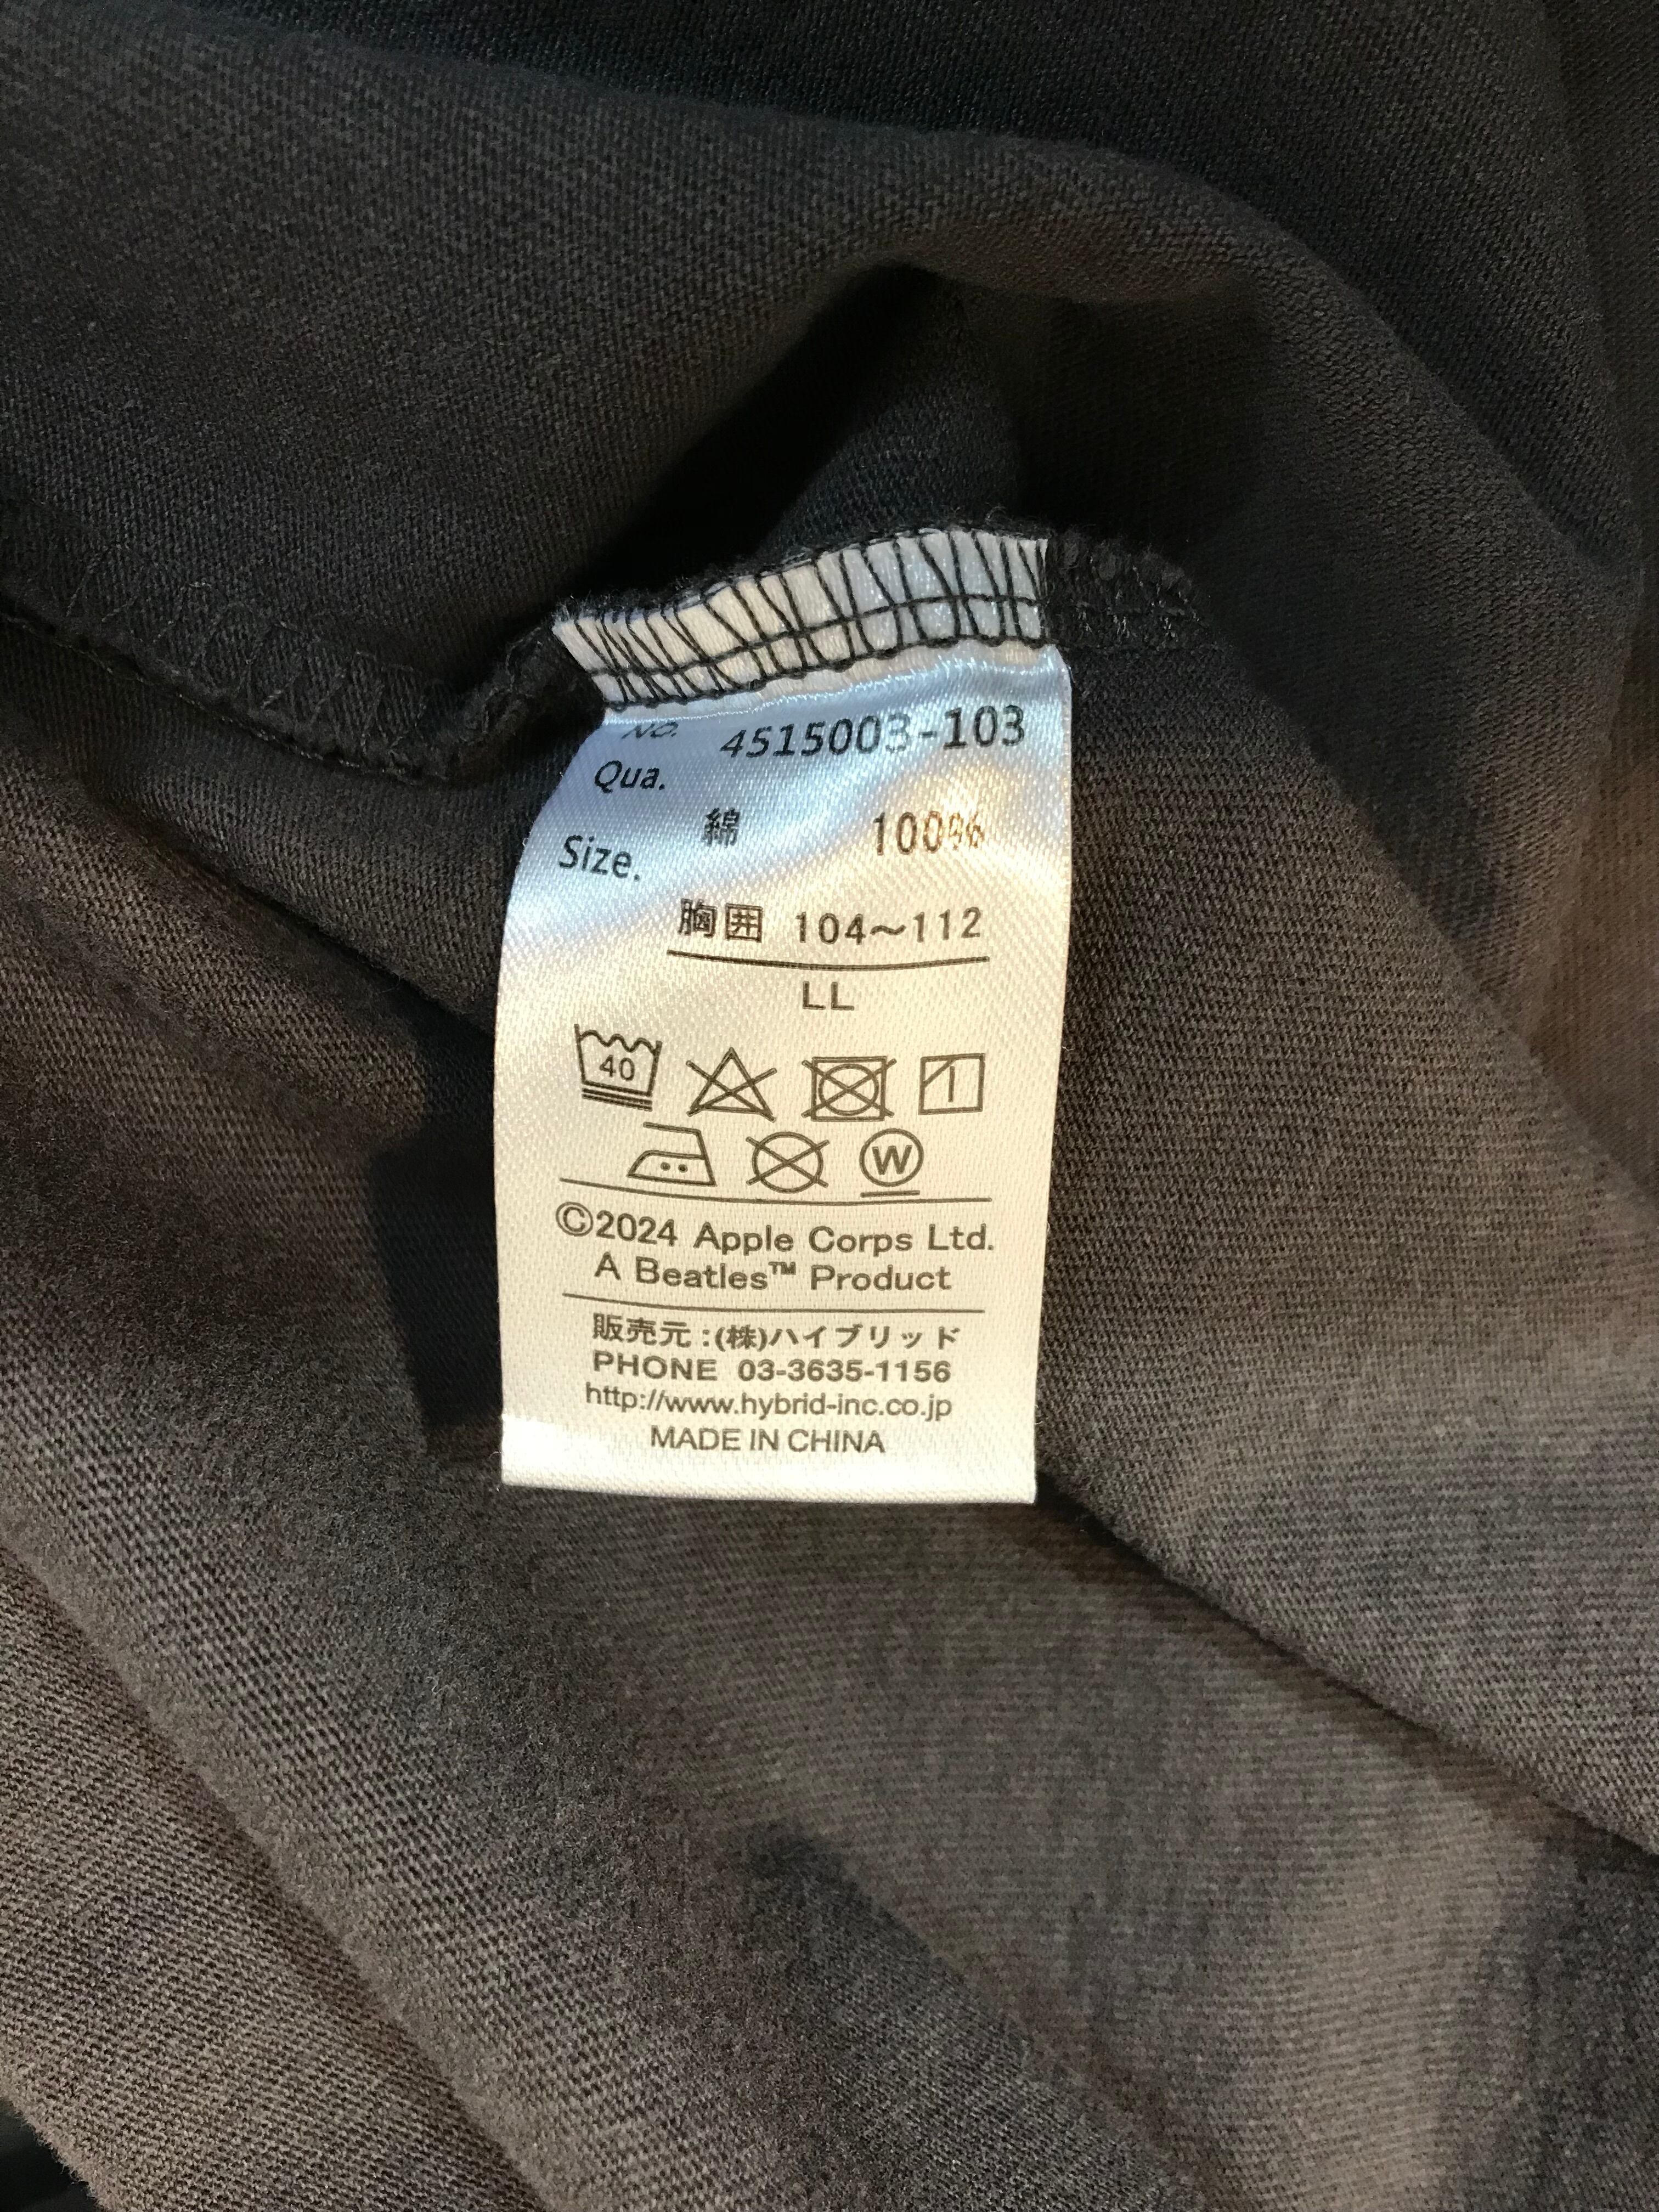 NO. 4515003-103
Qua.
綿 100%
Size.
胸囲 104～112
LL
40
W
©2024 Apple Corps Ltd.
A Beatles™ Product
販売元:(株)ハイブリッド
PHONE 03-3635-1156
http://www.hybrid-inc.co.jp
MADE IN CHINA